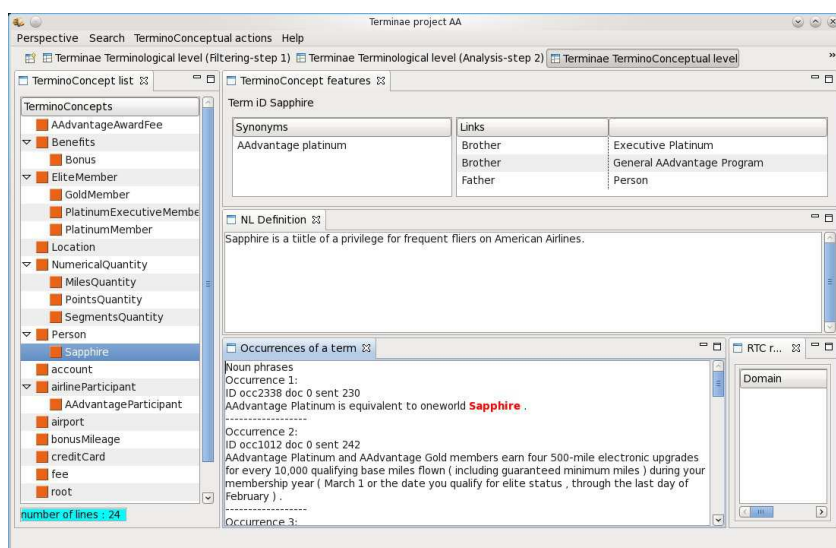 Terminae project AA
Perspective Search TerminoConceptual actions Help
Terminae Terminological level (Filtering-step 1) Terminae Terminological level (Analysis-step 2) Terminae TerminoConceptual level »
TerminoConcept list
TerminoConcepts
AAdvantageAwardFee
Benefits
Bonus
EliteMember
GoldMember
PlatinumExecutiveMembe
PlatinumMember
Location
NumericalQuantity
MilesQuantity
PointsQuantity
SegmentsQuantity
Person
Sapphire
account
airlineParticipant
AAdvantageParticipant
airport
bonusMileage
creditCard
fee
root
number of lines : 24
TerminoConcept features
Term iD Sapphire
Synonyms
AAdvantage platinum
Links
Brother Executive Platinum
Brother General AAdvantage Program
Father Person
NL Definition
Sapphire is a tiitle of a privilege for frequent fliers on American Airlines.
Occurrences of a term
Noun phrases
Occurrence 1:
ID occ2338 doc 0 sent 230
AAdvantage Platinum is equivalent to oneworld Sapphire .
------------------
Occurrence 2:
ID occ1012 doc 0 sent 242
AAdvantage Platinum and AAdvantage Gold members earn four 500-mile electronic upgrades
for every 10,000 qualifying base miles flown ( including guaranteed minimum miles ) during your
membership year ( March 1 or the date you qualify for elite status , through the last day of
February ) .
------------------
Occurrence 3:
RTC r...
Domain